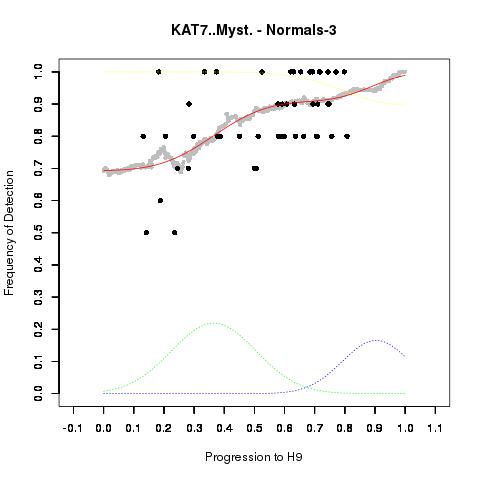 KAT7..Myst. - Normals-3
1.0
0.9
0.8
0.7
0.6
0.5
0.4
0.3
0.2
0.1
0.0
Frequency of Detection
-0.1 0.0 0.1 0.2 0.3 0.4 0.5 0.6 0.7 0.8 0.9 1.0 1.1
Progression to H9